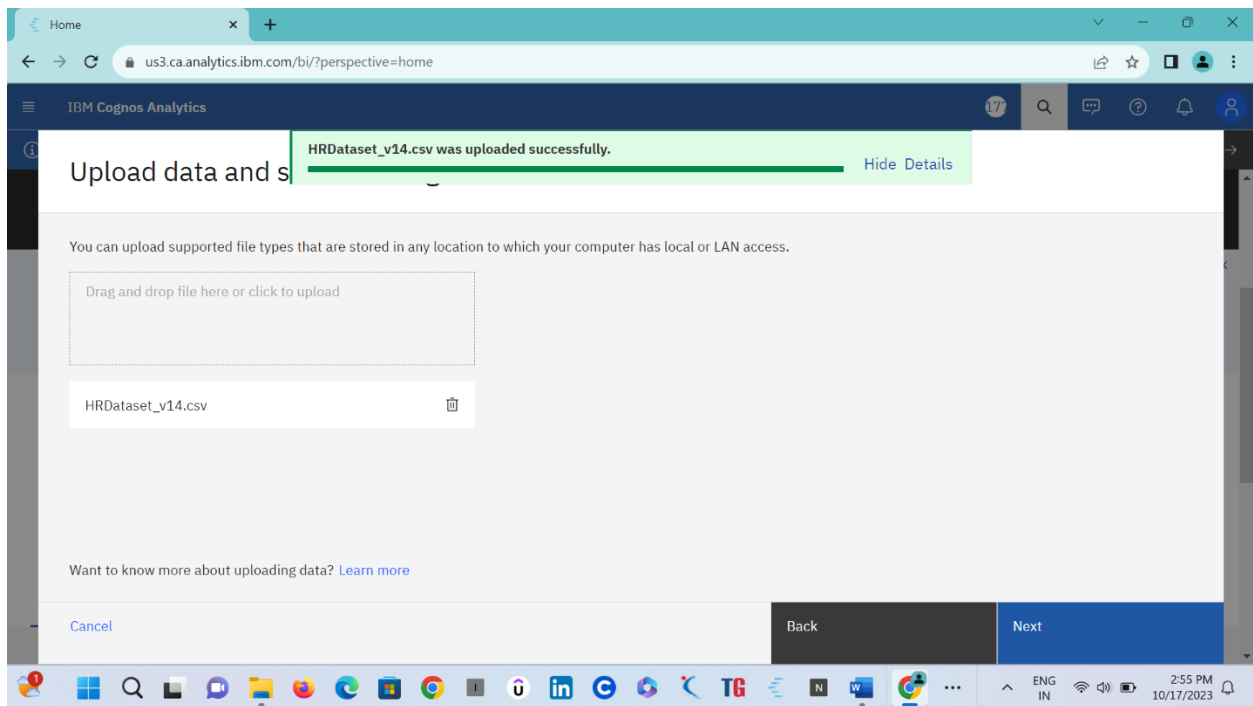 Home
us3.ca.analytics.ibm.com/bi/?perspective=home
IBM Cognos Analytics
17
HRDataset_v14.csv was uploaded successfully.
Hide Details
Upload data and s
You can upload supported file types that are stored in any location to which your computer has local or LAN access.
Drag and drop file here or click to upload
HRDataset_v14.csv
Want to know more about uploading data? Learn more
Cancel
Back
Next
1
û
in
C
TG
N
W
ENG
IN
2:55 PM
10/17/2023